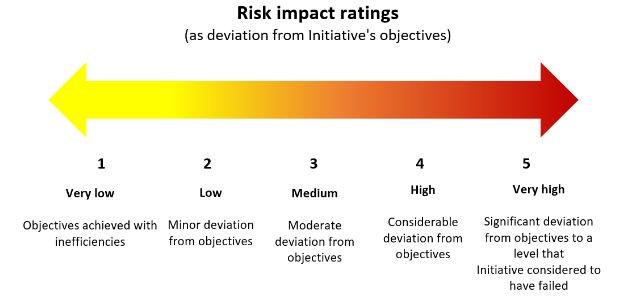 Risk impact ratings
(as deviation from Initiative's objectives)
1
2
3
4
5
Very low
Low
Medium
High
Very high
Objectives achieved with
inefficiencies
Minor deviation
from objectives
Moderate
deviation from
objectives
Considerable
deviation from
objectives
Significant deviation
from objectives to a
level that
Initiative considered to
have failed